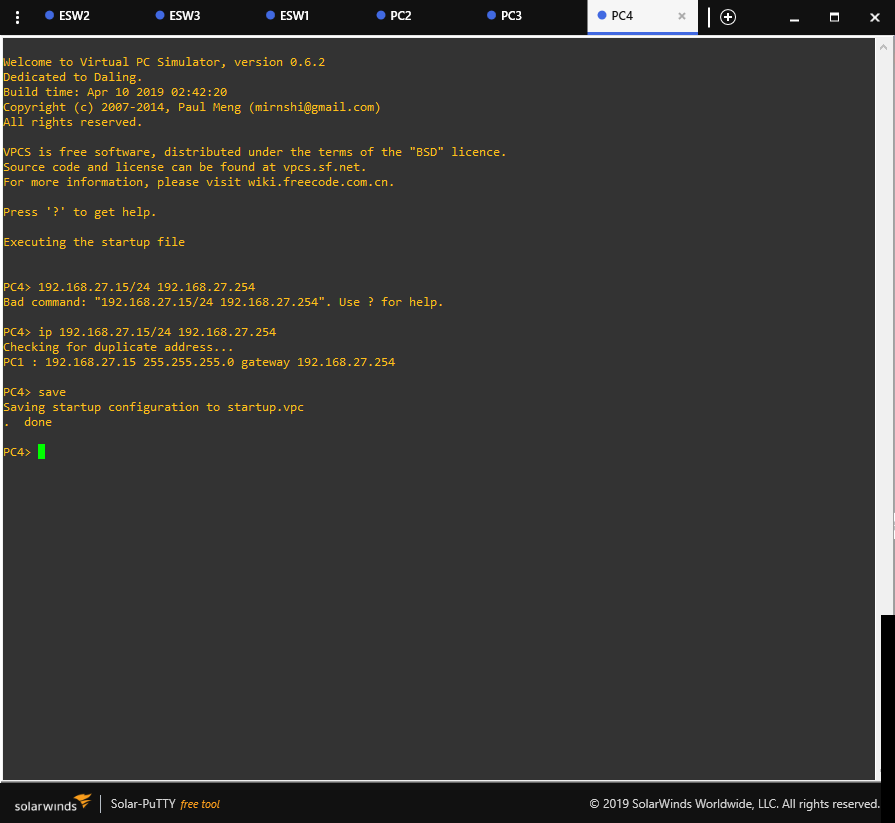 ESW2 ESW3 ESW1 PC2 PC3 PC4
Welcome to Virtual PC Simulator, version 0.6.2
Dedicated to Daling.
Build time: Apr 10 2019 02:42:20
Copyright (c) 2007-2014, Paul Meng (mirnshi@gmail.com)
All rights reserved.
VPCS is free software, distributed under the terms of the "BSD" licence.
Source code and license can be found at vpcs.sf.net.
For more information, please visit wiki.freecode.com.cn.
Press '?' to get help.
Executing the startup file
PC4> 192.168.27.15/24 192.168.27.254
Bad command: "192.168.27.15/24 192.168.27.254". Use ? for help.
PC4> ip 192.168.27.15/24 192.168.27.254
Checking for duplicate address...
PC1 : 192.168.27.15 255.255.255.0 gateway 192.168.27.254
PC4> save
Saving startup configuration to startup.vpc
.  done
PC4>
solarwinds Solar-PuTTY free tool © 2019 SolarWinds Worldwide, LLC. All rights reserved.